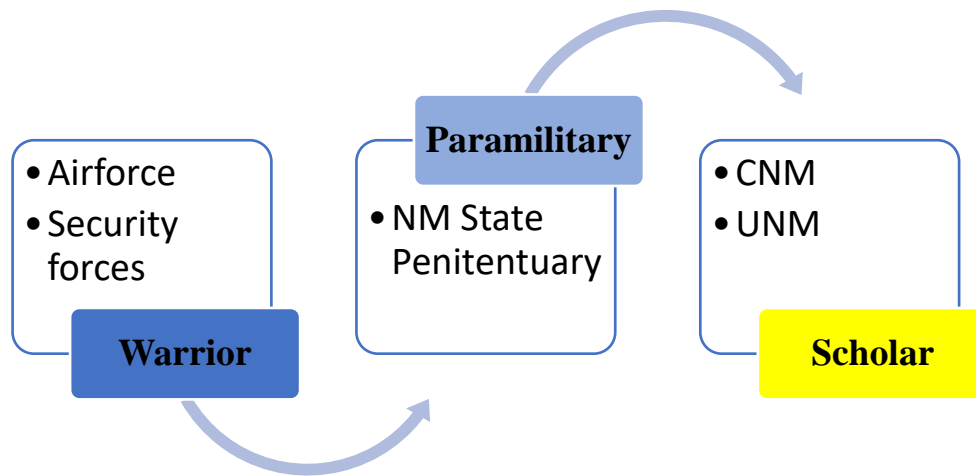 • Airforce
• Security
forces
Warrior
Paramilitary
• NM State
Penitentuary
• CNM
• UNM
Scholar